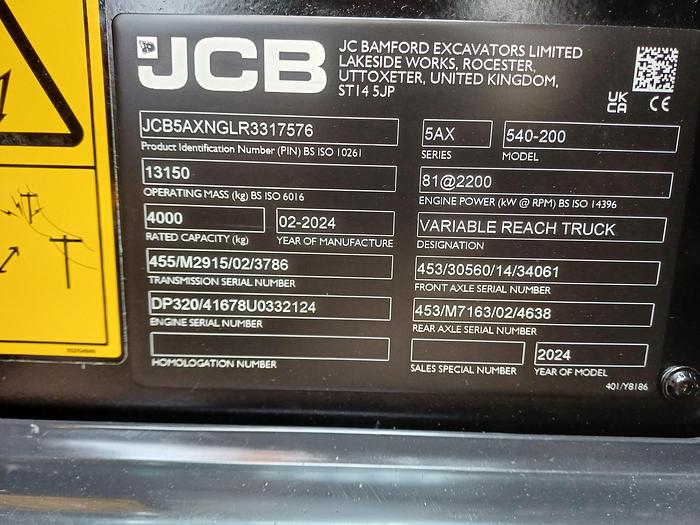 JCB
JC BAMFORD EXCAVATORS LIMITED
LAKESIDE WORKS, ROCESTER,
UTTOXETER, UNITED KINGDOM,
ST14 5JP
UK
CA CE
JCB5AXNGLR3317576
Product Identification Number (PIN) BS ISO 10261
5AX 540-200
SERIES MODEL
13150
OPERATING MASS (kg) BS ISO 6016
81@2200
ENGINE POWER (kW @ RPM) BS ISO 14396
4000 02-2024
RATED CAPACITY (kg) YEAR OF MANUFACTURE
VARIABLE REACH TRUCK
DESIGNATION
455/M2915/02/3786
TRANSMISSION SERIAL NUMBER
453/30560/14/34061
FRONT AXLE SERIAL NUMBER
DP320/41678U0332124
ENGINE SERIAL NUMBER
453/M7163/02/4638
REAR AXLE SERIAL NUMBER
HOMOLOGATION NUMBER
2024
SALES SPECIAL NUMBER YEAR OF MODEL
401/Y8186